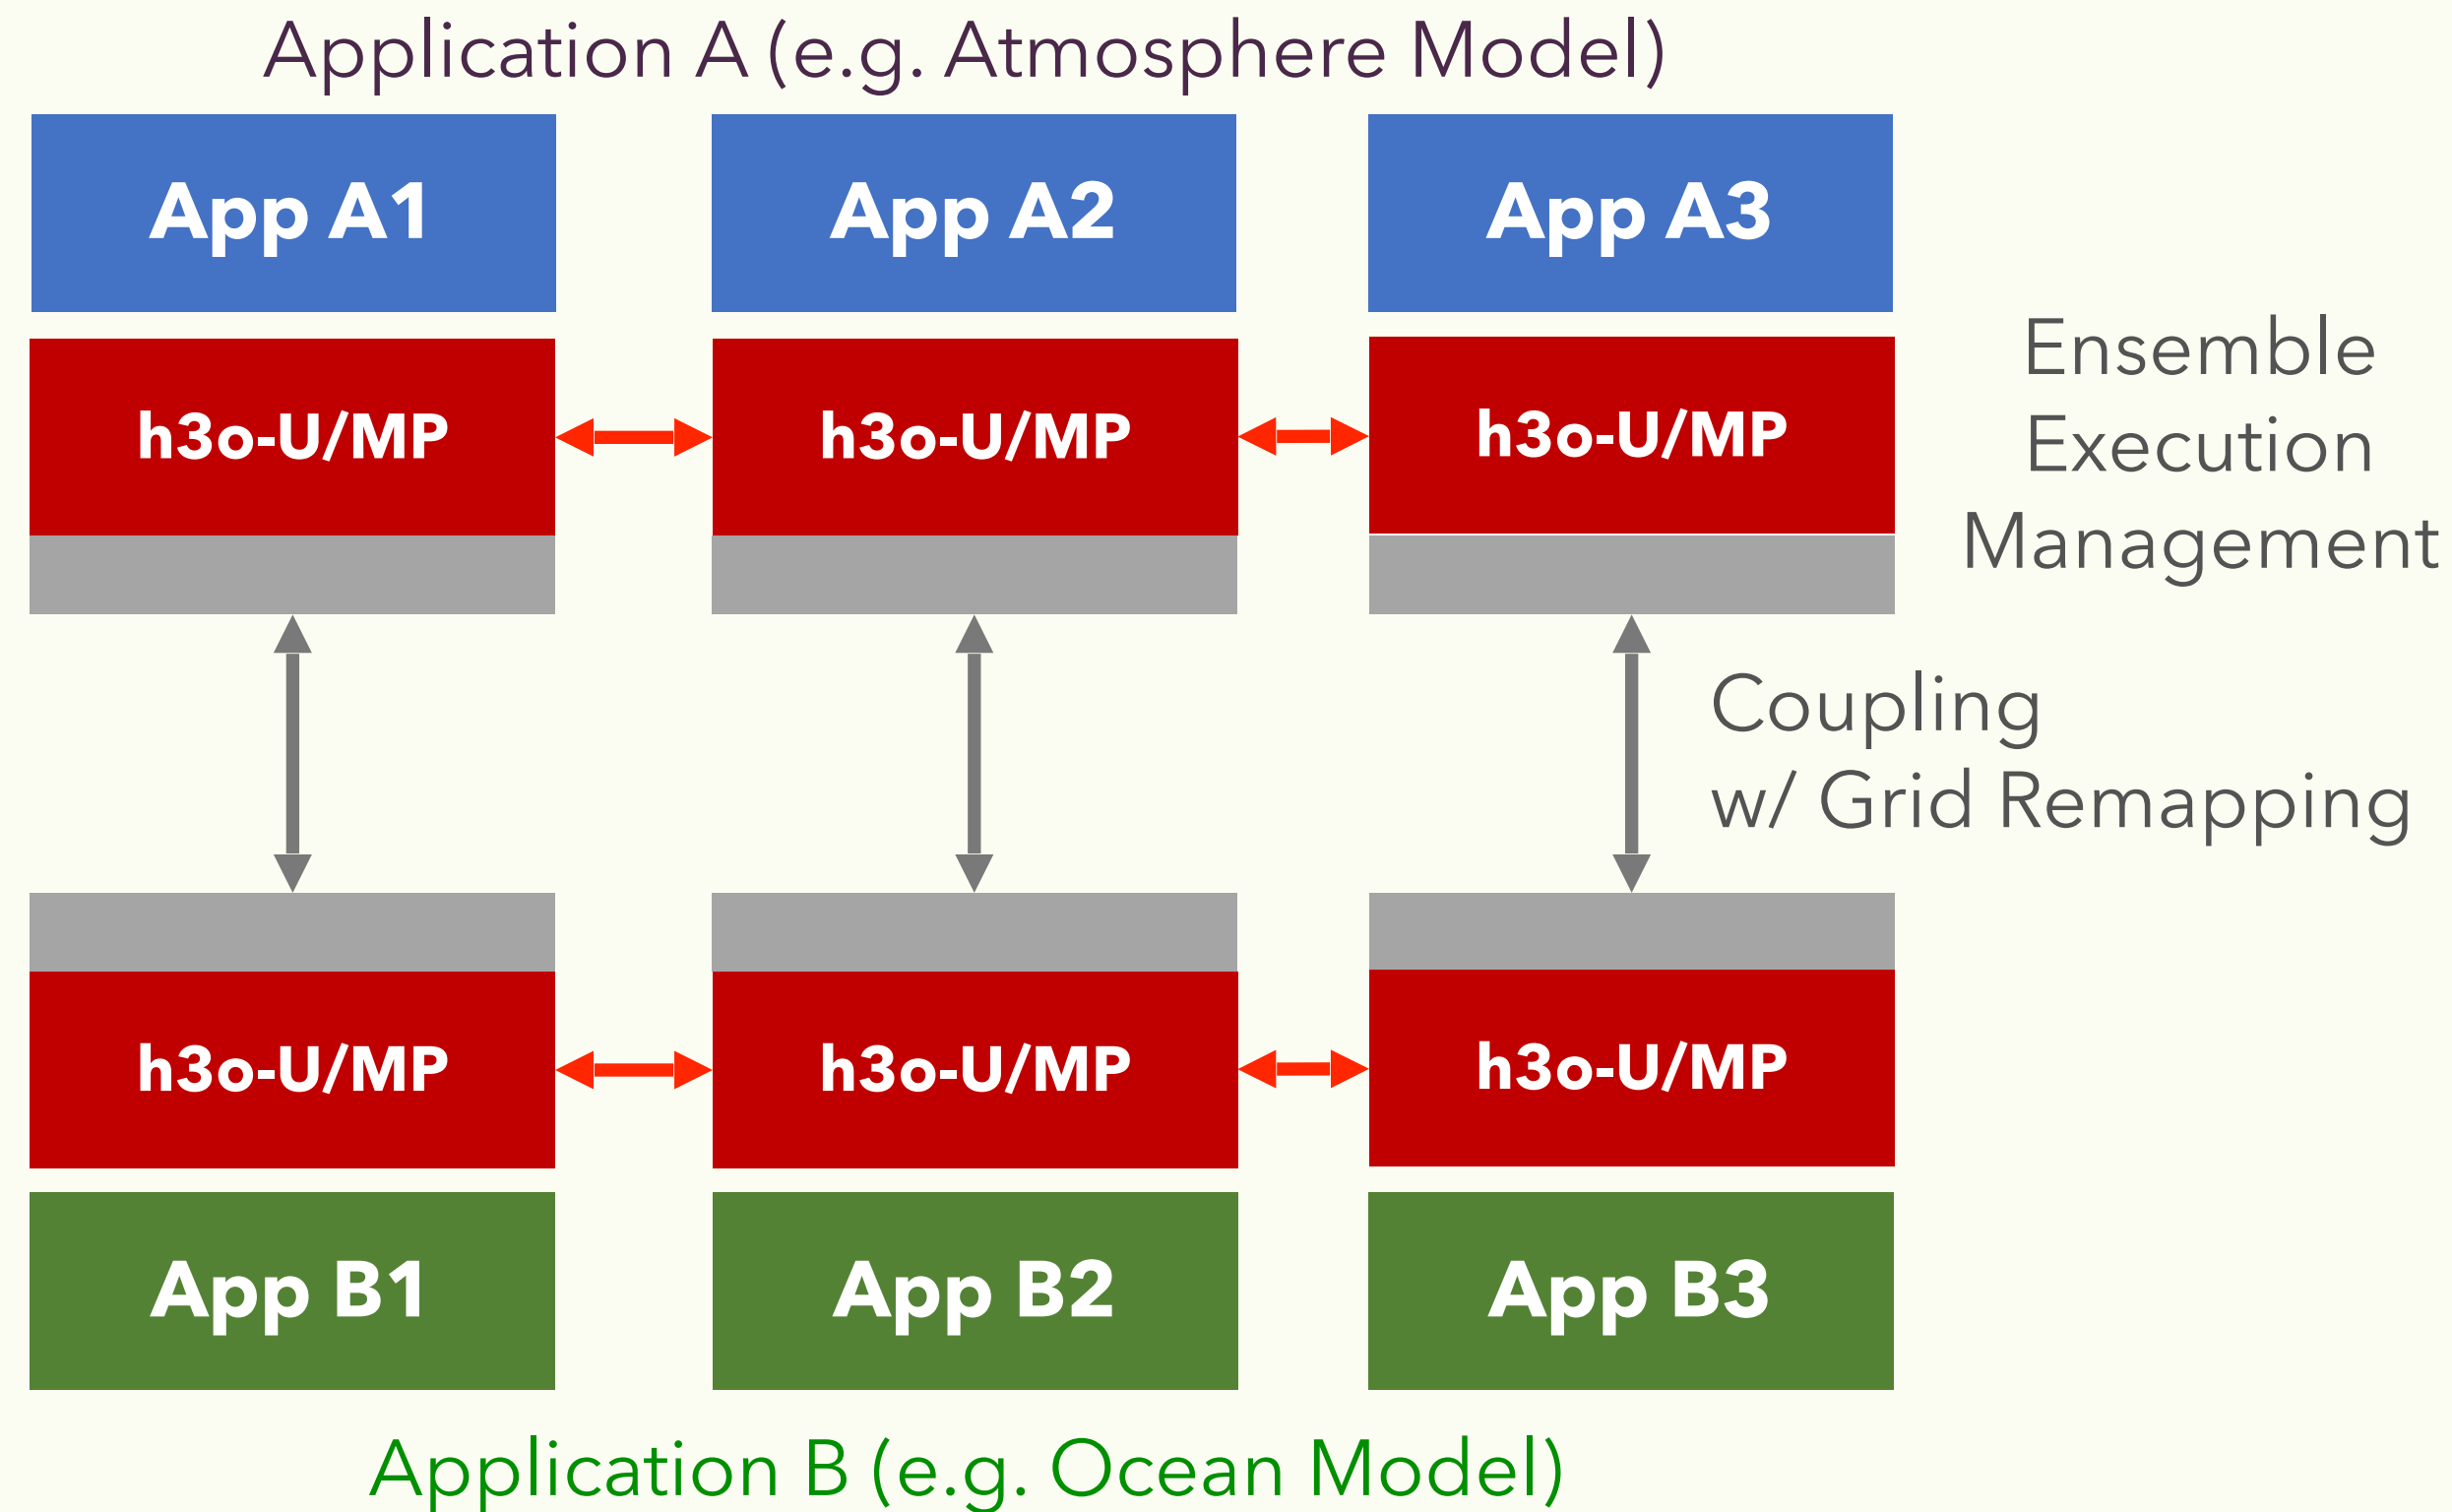 Application A (e.g. Atmosphere Model)
App A1
App A2
App A3
h3o-U/MP
h3o-U/MP
h3o-U/MP
Ensemble
Execution
Management
Coupling
w/ Grid Remapping
h3o-U/MP
h3o-U/MP
h3o-U/MP
App B1
App B2
App B3
Application B (e.g. Ocean Model)